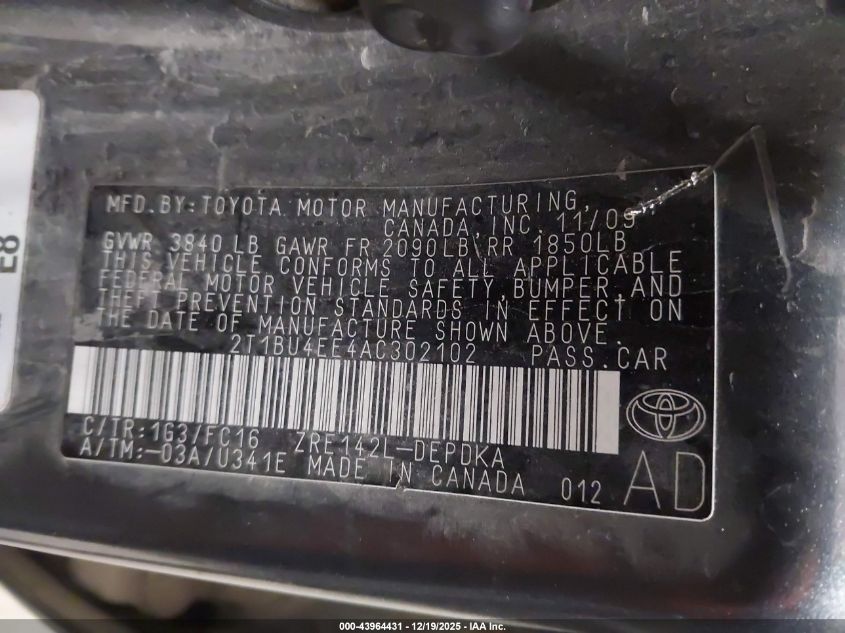 MFD.BY:TOYOTA MOTOR MANUFACTURING,
CANADA, INC. 11/09
GVWR 3840 LB GAWR FR 2090LB RR 1850LB
THIS VEHICLE CONFORMS TO ALL APPLICABLE
FEDERAL MOTOR VEHICLE SAFETY, BUMPER, AND
THEFT PREVENTION STANDARDS IN EFFECT ON
THE DATE OF MANUFACTURE SHOWN ABOVE.
2T1BU4EE4AC302102 PASS.CAR
C/TR:1G3/FC16 ZRE142L-DEPDKA
A/TM:-03A/U341E MADE IN CANADA 012 AD
E8
000-43964431 - 12/19/2025 - IAA Inc.